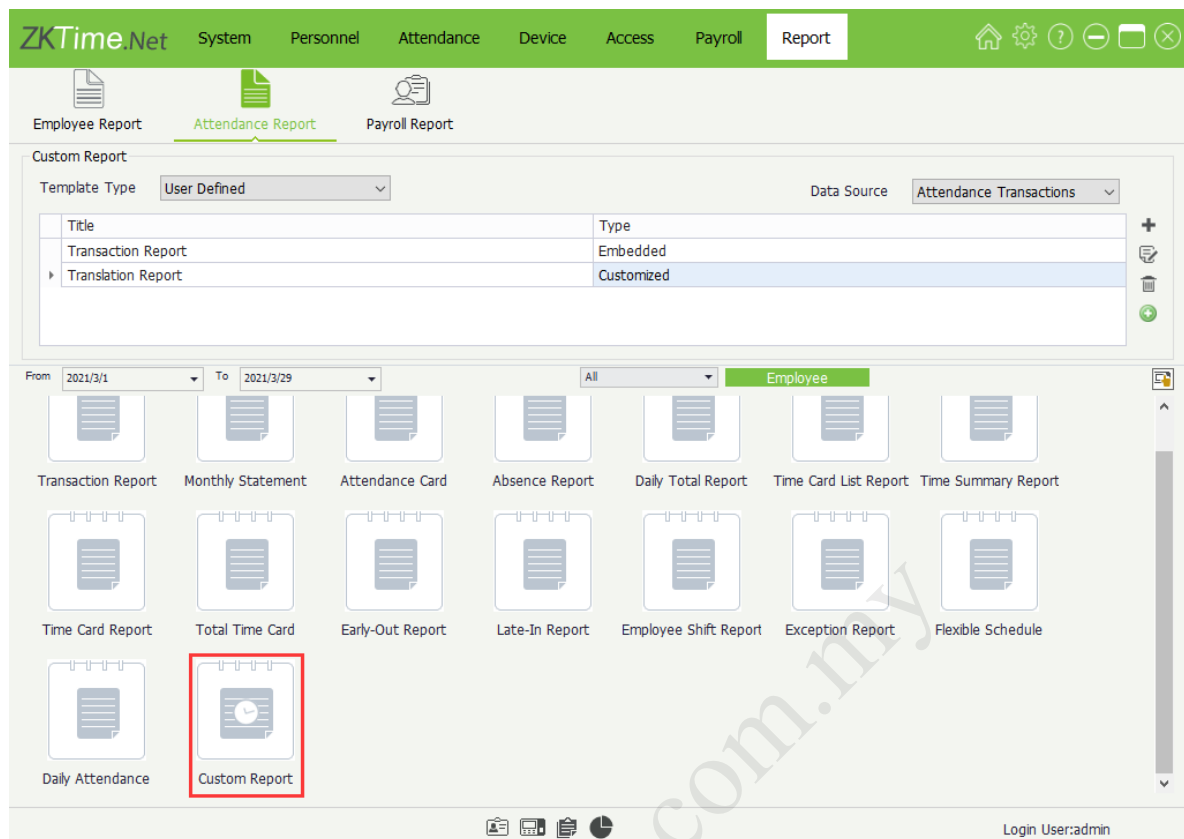 ZKTime.Net System Personnel Attendance Device Access Payroll Report
Employee Report Attendance Report Payroll Report
Custom Report
Template Type User Defined Data Source Attendance Transactions
Title Type
Transaction Report Embedded
Translation Report Customized
From 2021/3/1 To 2021/3/29 All Employee
Transaction Report Monthly Statement Attendance Card Absence Report Daily Total Report Time Card List Report Time Summary Report
Time Card Report Total Time Card Early-Out Report Late-In Report Employee Shift Report Exception Report Flexible Schedule
Daily Attendance Custom Report
com.my
Login User:admin